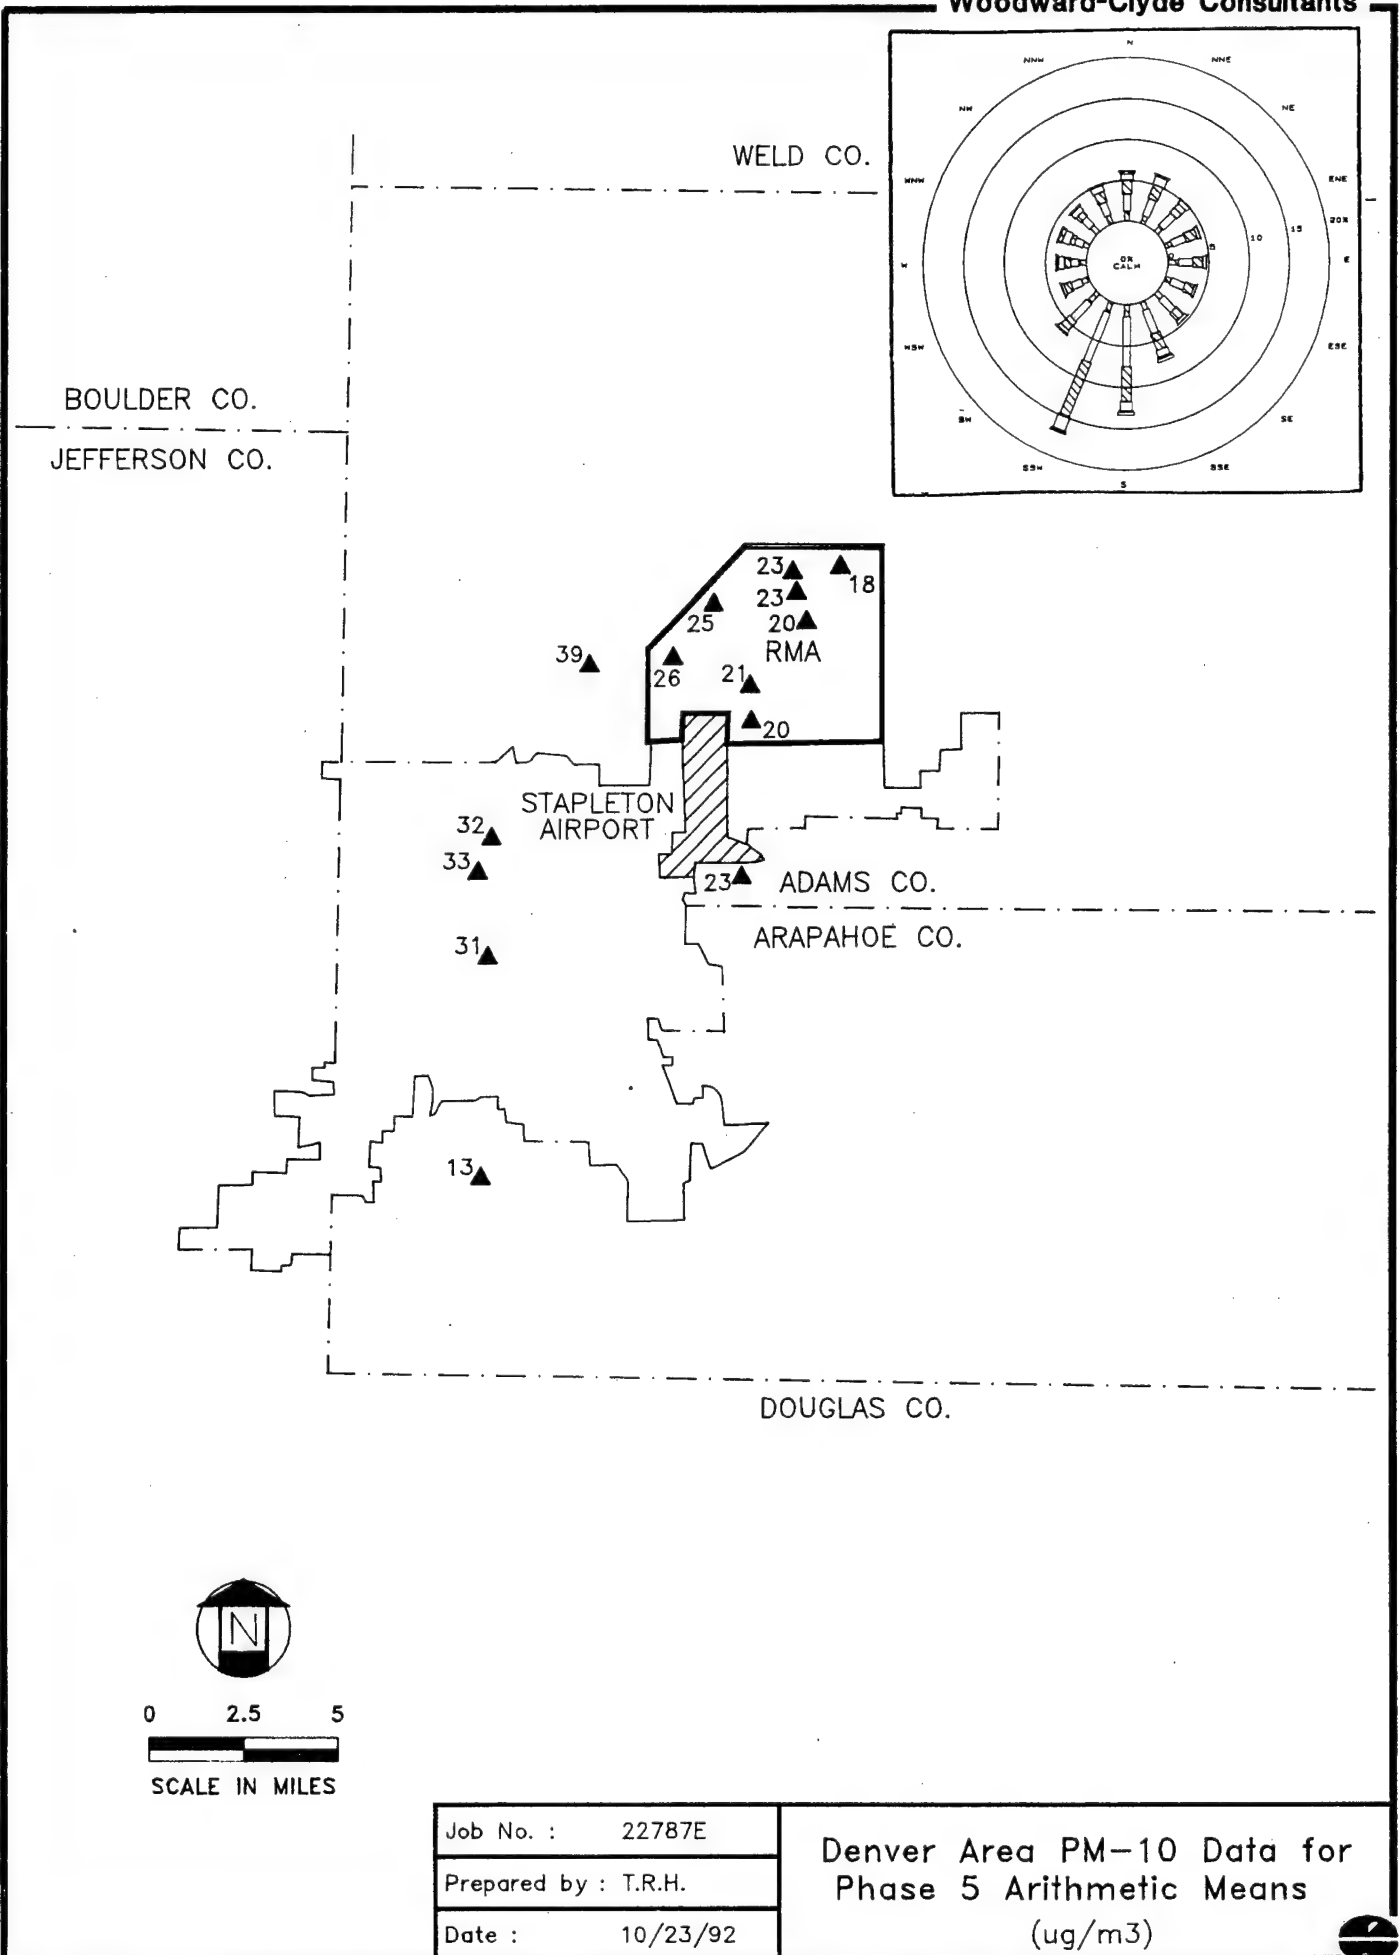 Woodward-Clyde Consultants
N
NNW
NNE
NW
NE
WNW
ENE
20%
15
10
5
W
E
0%
CALM
WSW
ESE
SW
SE
SSW
SSE
S
WELD CO.
BOULDER CO.
JEFFERSON CO.
23
18
23
25
20
RMA
39
26
21
20
STAPLETON
AIRPORT
32
33
23
ADAMS CO.
ARAPAHOE CO.
31
13
DOUGLAS CO.
N
0 2.5 5
SCALE IN MILES
Job No. : 22787E
Prepared by : T.R.H.
Date : 10/23/92
Denver Area PM-10 Data for
Phase 5 Arithmetic Means
(ug/m3)